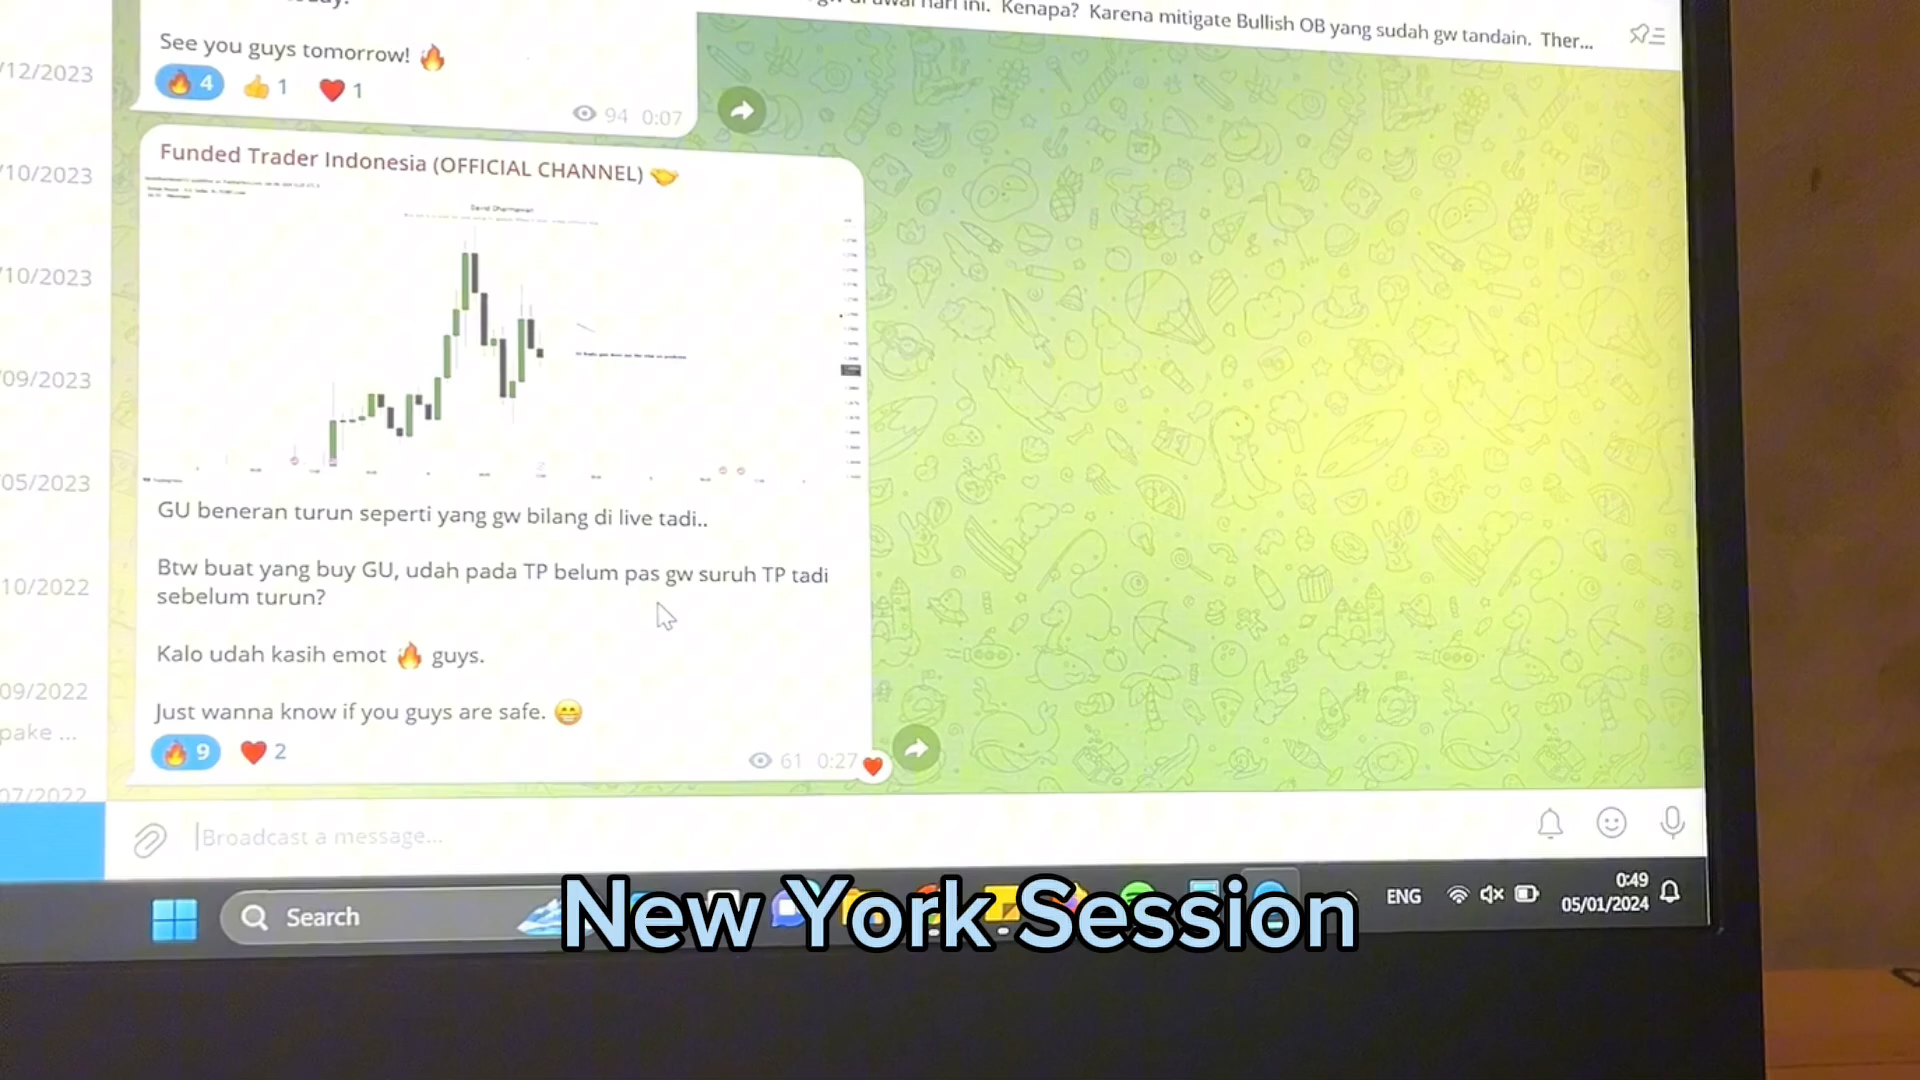 gw di awal hari ini. Kenapa? Karena mitigate Bullish OB yang sudah gw tandain. Ther...
See you guys tomorrow! 🔥
🔥 4 👍 1 ❤️ 1
94 0:07
/12/2023
/10/2023
/10/2023
/09/2023
/05/2023
10/2022
09/2022
pake ...
07/2022
Funded Trader Indonesia (OFFICIAL CHANNEL) 🤝
David Dharmawan
GU beneran turun seperti yang gw bilang di live tadi..
Btw buat yang buy GU, udah pada TP belum pas gw suruh TP tadi
sebelum turun?
Kalo udah kasih emot 🔥 guys.
Just wanna know if you guys are safe. 😁
🔥 9 ❤️ 2
61 0:27
Broadcast a message...
Search
New York Session
ENG
0:49
05/01/2024